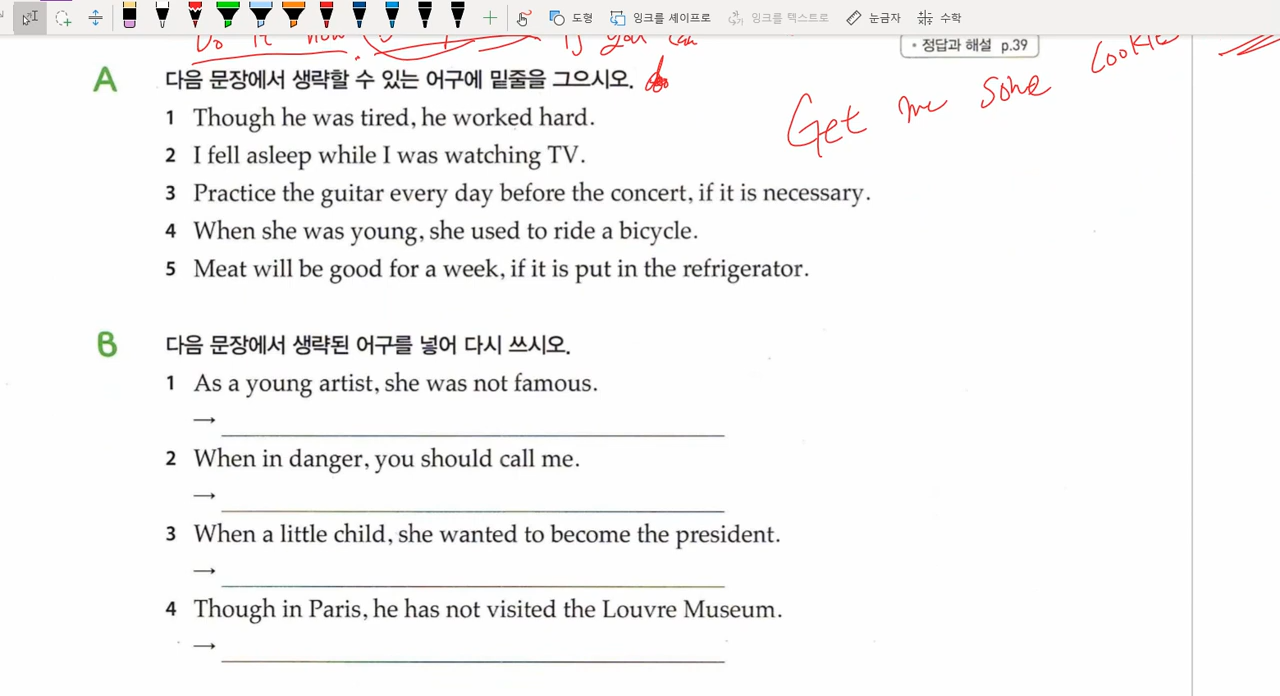 도형 잉크를 셰이프로 잉크를 텍스트로 눈금자 수학
Do it now if you can
• 정답과 해설 p.39
Get me some cookie
A 다음 문장에서 생략할 수 있는 어구에 밑줄을 그으시오.
1 Though he was tired, he worked hard.
2 I fell asleep while I was watching TV.
3 Practice the guitar every day before the concert, if it is necessary.
4 When she was young, she used to ride a bicycle.
5 Meat will be good for a week, if it is put in the refrigerator.
B 다음 문장에서 생략된 어구를 넣어 다시 쓰시오.
1 As a young artist, she was not famous.
→
2 When in danger, you should call me.
→
3 When a little child, she wanted to become the president.
→
4 Though in Paris, he has not visited the Louvre Museum.
→